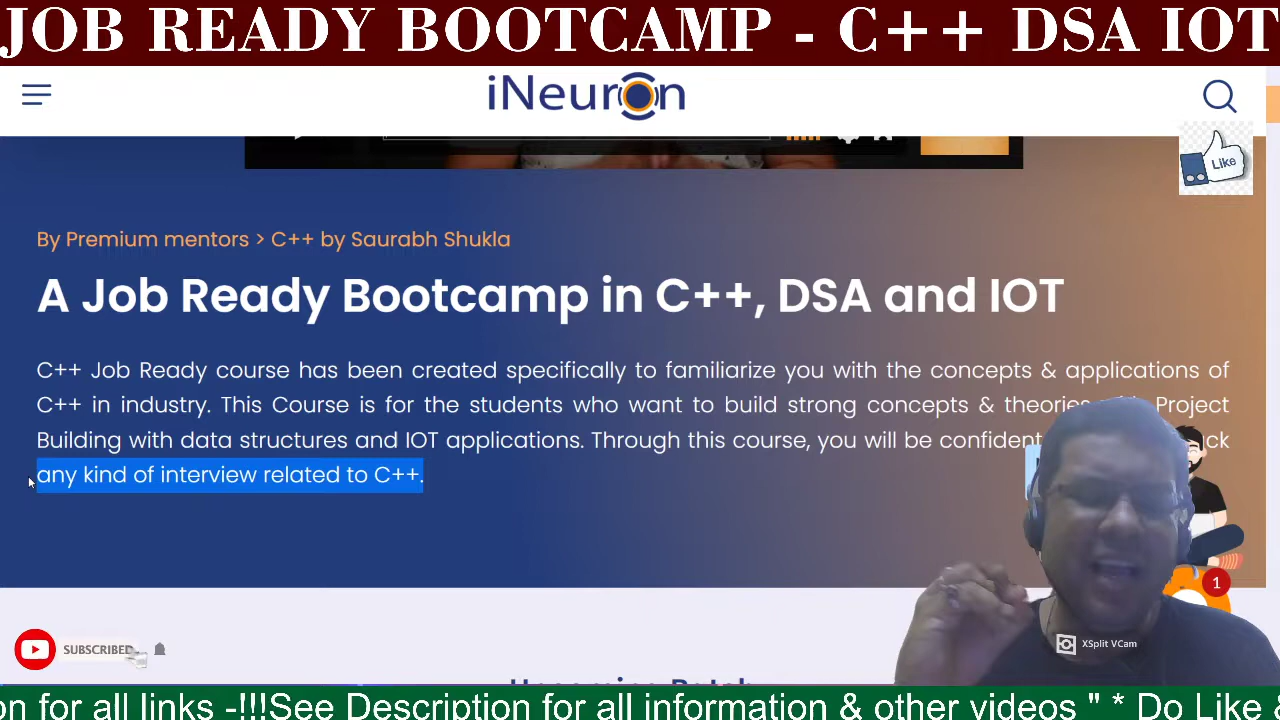 JOB READY BOOTCAMP - C++ DSA IOT
iNeuron
Like
By Premium mentors > C++ by Saurabh Shukla
A Job Ready Bootcamp in C++, DSA and IOT
C++ Job Ready course has been created specifically to familiarize you with the concepts & applications of
C++ in industry. This Course is for the students who want to build strong concepts & theories Project
Building with data structures and IOT applications. Through this course, you will be confident
any kind of interview related to C++.
1
SUBSCRIBED
XSplit VCam
on for all links -!!!See Description for all information & other videos " * Do Like &